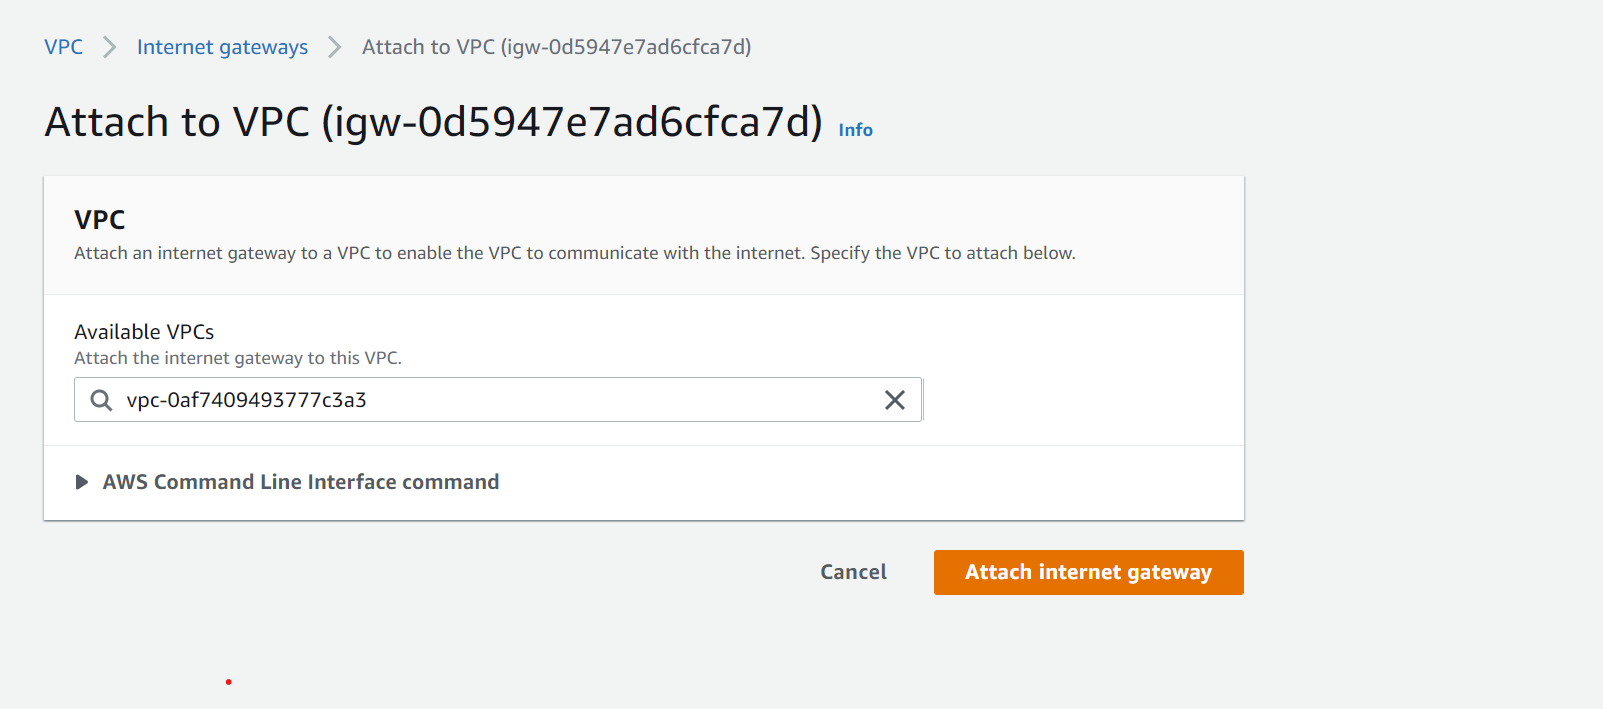 VPC > Internet gateways > Attach to VPC (igw-0d5947e7ad6cfca7d)
Attach to VPC (igw-0d5947e7ad6cfca7d) Info
VPC
Attach an internet gateway to a VPC to enable the VPC to communicate with the internet. Specify the VPC to attach below.
Available VPCs
Attach the internet gateway to this VPC.
vpc-0af7409493777c3a3
AWS Command Line Interface command
Cancel Attach internet gateway